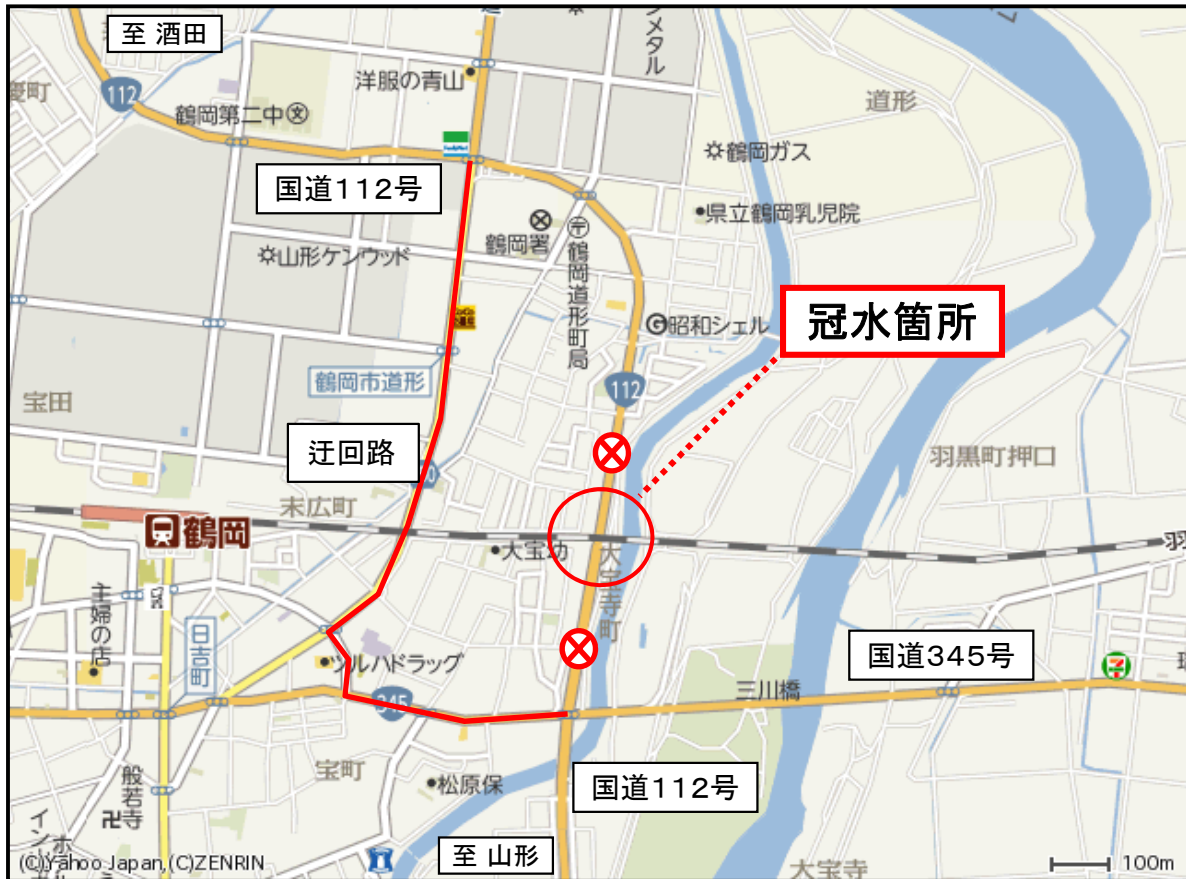 至 酒田
112
洋服の青山
鶴岡第二中
FamilyMart
国道112号
道形
鶴岡ガス
県立鶴岡乳児院
鶴岡署
鶴岡道形町局
山形ケンウッド
昭和シェル
冠水箇所
鶴岡市道形
112
宝田
迂回路
羽黒町押口
末広町
鶴岡
大宝幼
大宝寺町
主婦の店
日吉町
ツルハドラッグ
国道345号
345
三川橋
宝町
松原保
国道112号
般若寺
至 山形
(C)Yahoo Japan,(C)ZENRIN
大宝寺
100m